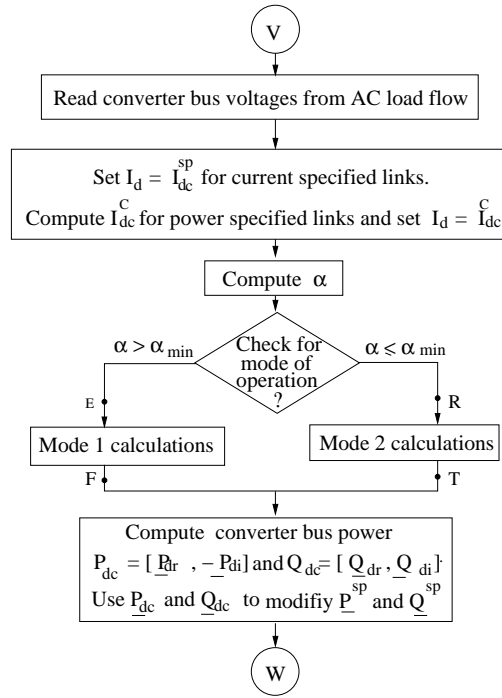 V
Read converter bus voltages from AC load flow
Set I_d = I_dc^sp for current specified links.
Compute I_dc^C for power specified links and set I_d = I_dc^C
Compute α
α > α_min
Check for
mode of
operation
?
α ⩽ α_min
E
R
Mode 1 calculations
Mode 2 calculations
F
T
Compute converter bus power
P_dc = [ P_dr , − P_di ] and Q_dc = [ Q_dr , Q_di ].
Use P_dc and Q_dc to modifiy P^sp and Q^sp
W